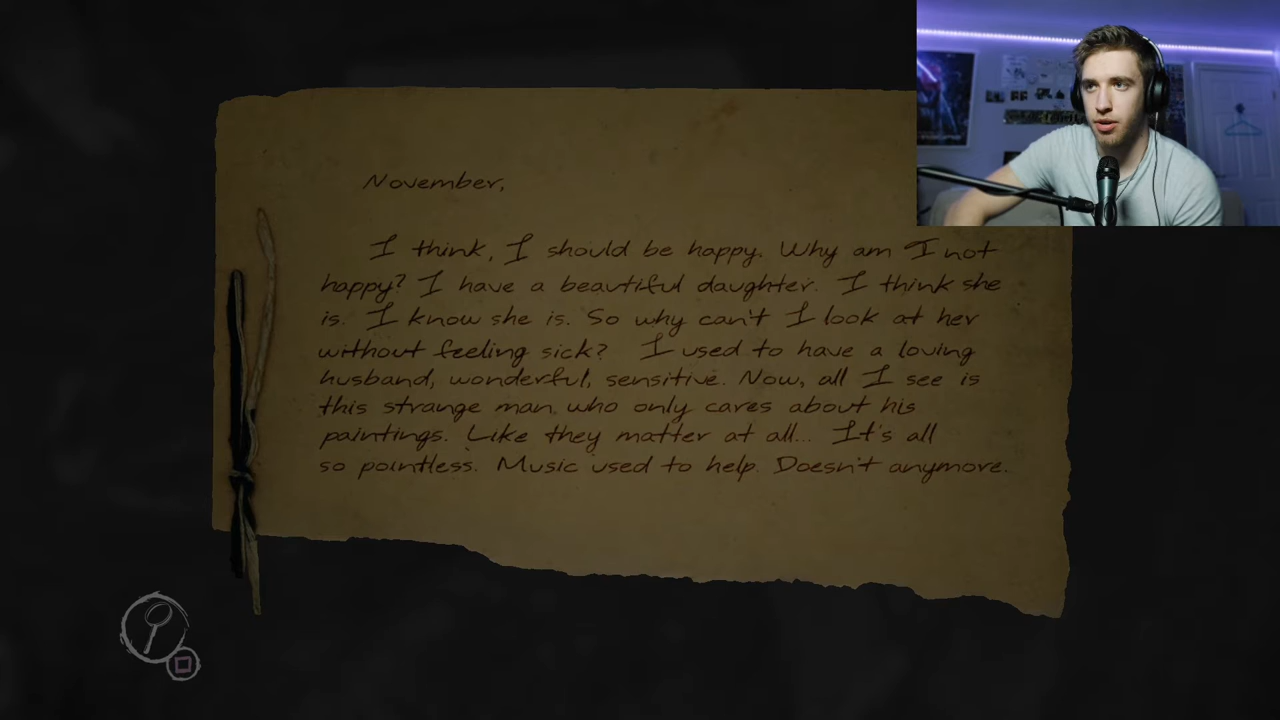 November,
I think, I should be happy. Why am I not
happy? I have a beautiful daughter. I think she
is. I know she is. So why can't I look at her
without feeling sick? I used to have a loving
husband, wonderful, sensitive. Now, all I see is
this strange man who only cares about his
paintings. Like they matter at all... It's all
so pointless. Music used to help. Doesn't anymore.